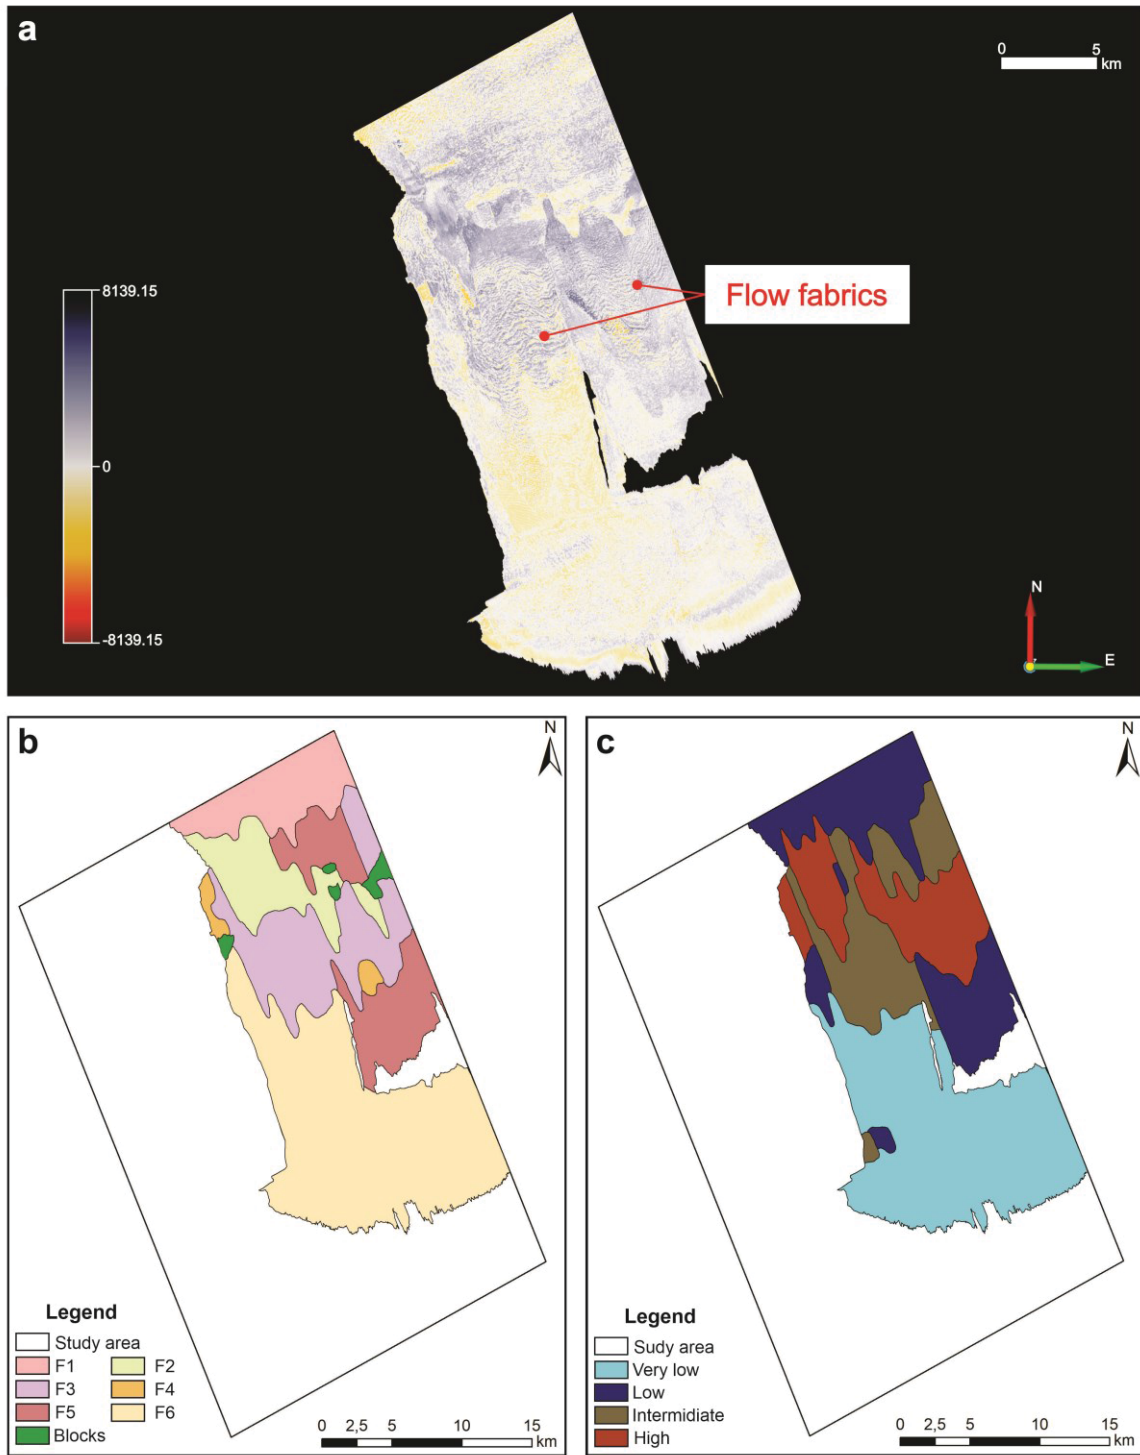 a
0 5
km
8139.15
0
-8139.15
Flow fabrics
N
E
b
N
Legend
Study area
F1 F2
F3 F4
F5 F6
Blocks
0 2,5 5 10 15
km
c
N
Legend
Sudy area
Very low
Low
Intermidiate
High
0 2,5 5 10 15
km